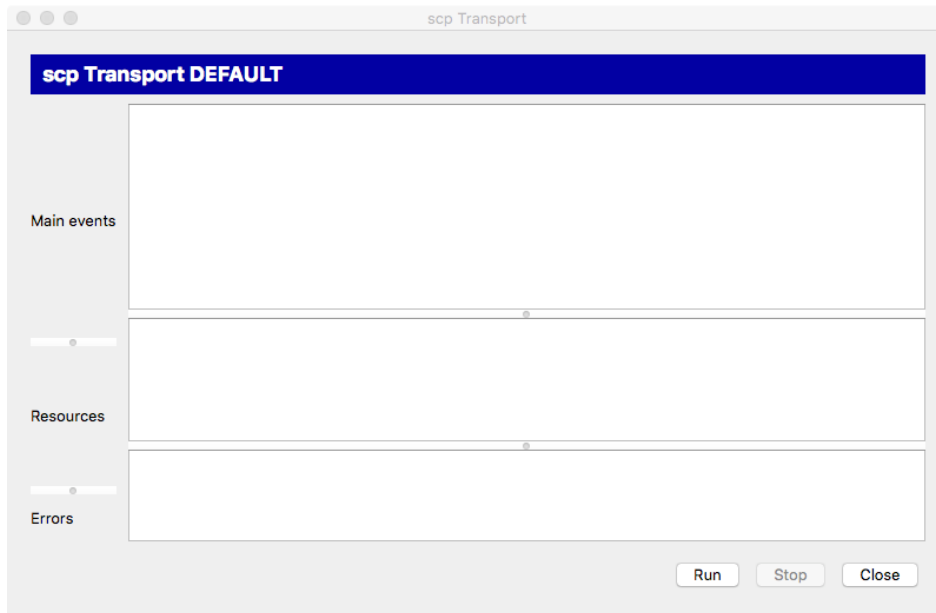 scp Transport
scp Transport DEFAULT
Main events
Resources
Errors
Run Stop Close